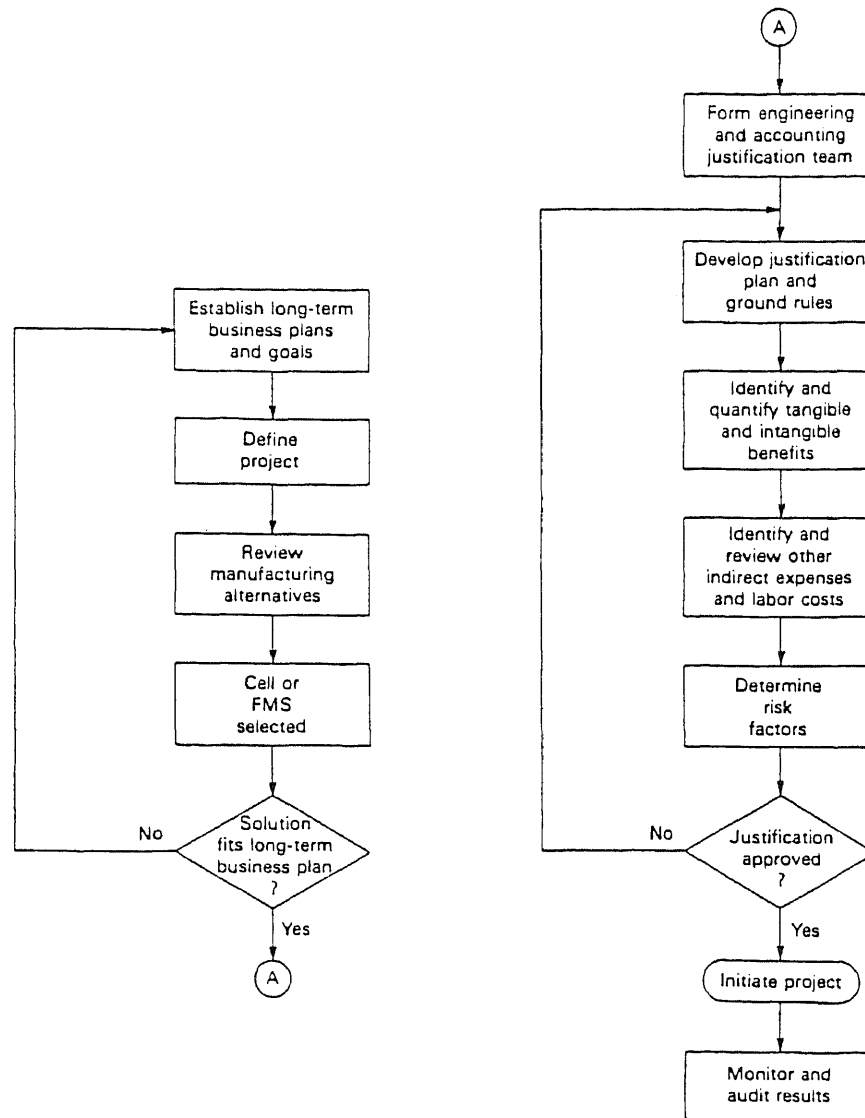 Establish long-term
business plans
and goals
Define
project
Review
manufacturing
alternatives
Cell or
FMS
selected
No
Solution
fits long-term
business plan
?
Yes
A
A
Form engineering
and accounting
justification team
Develop justification
plan and
ground rules
Identify and
quantify tangible
and intangible
benefits
Identify and
review other
indirect expenses
and labor costs
Determine
risk
factors
No
Justification
approved
?
Yes
Initiate project
Monitor and
audit results